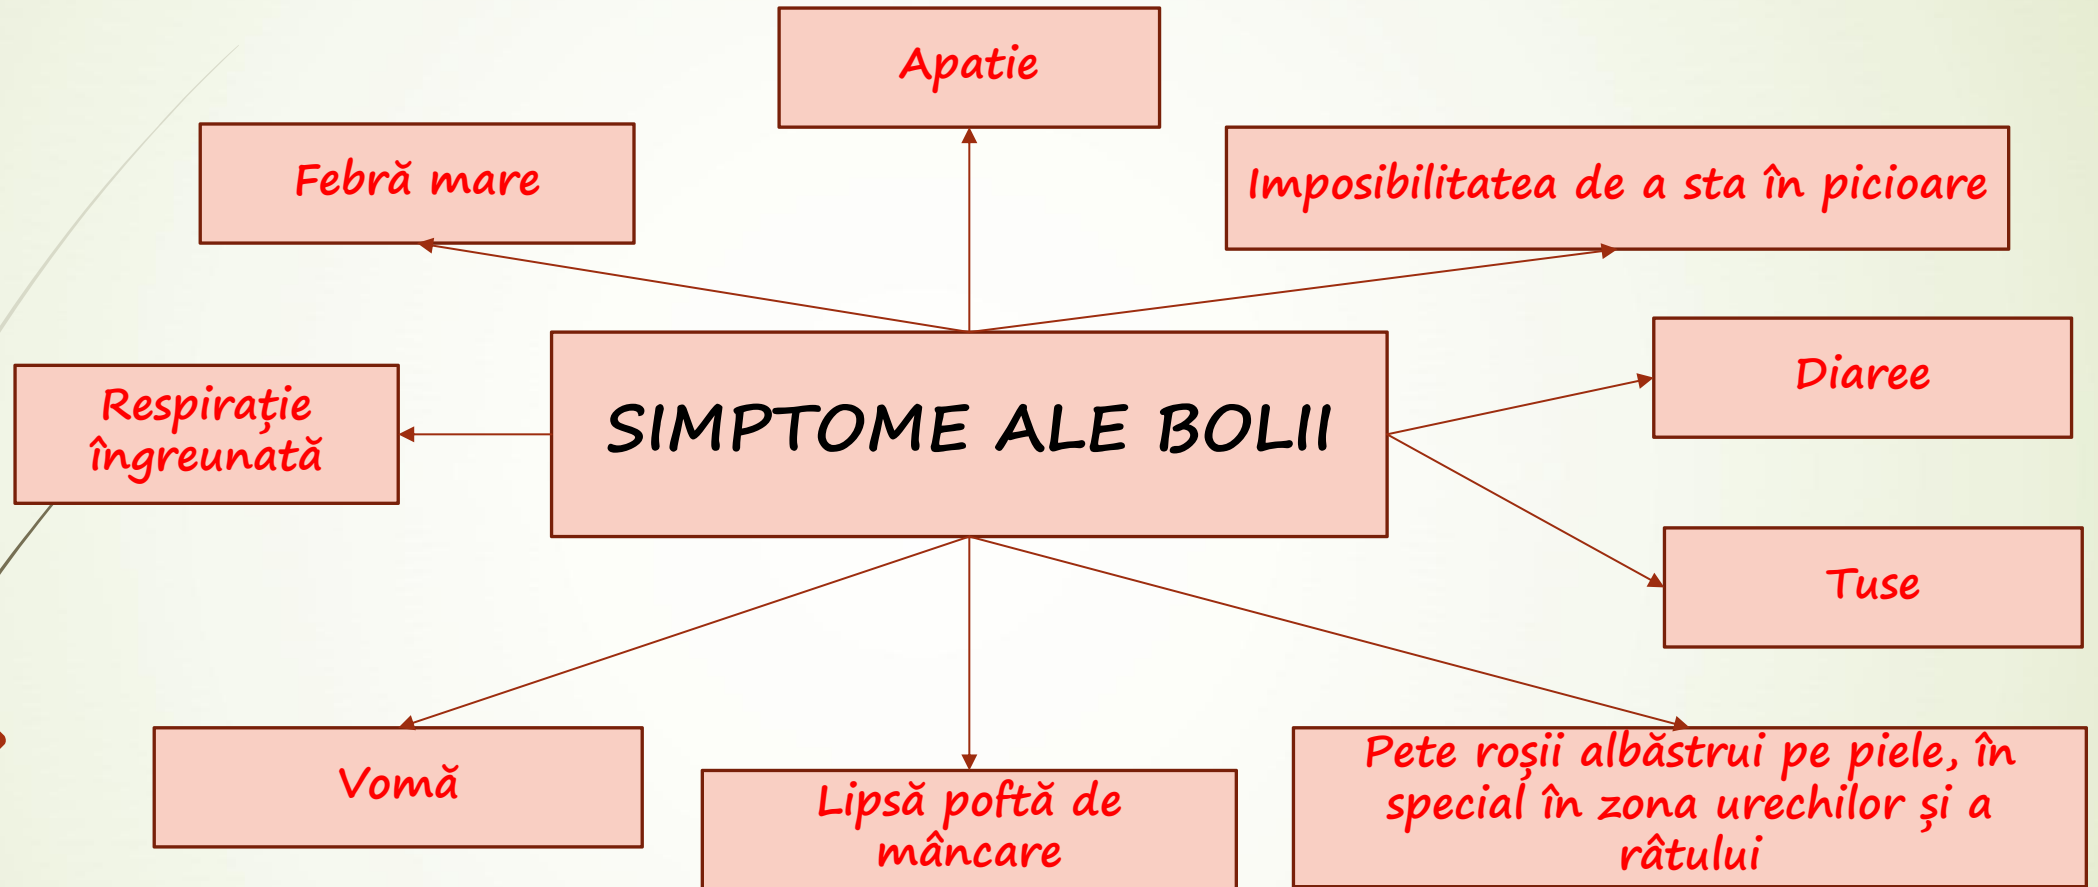 Apatie
Febră mare
Imposibilitatea de a sta în picioare
Respirație
îngreunată
SIMPTOME ALE BOLII
Diaree
Tuse
Vomă
Lipsă poftă de
mâncare
Pete roșii albăstrui pe piele, în
special în zona urechilor și a
râtului